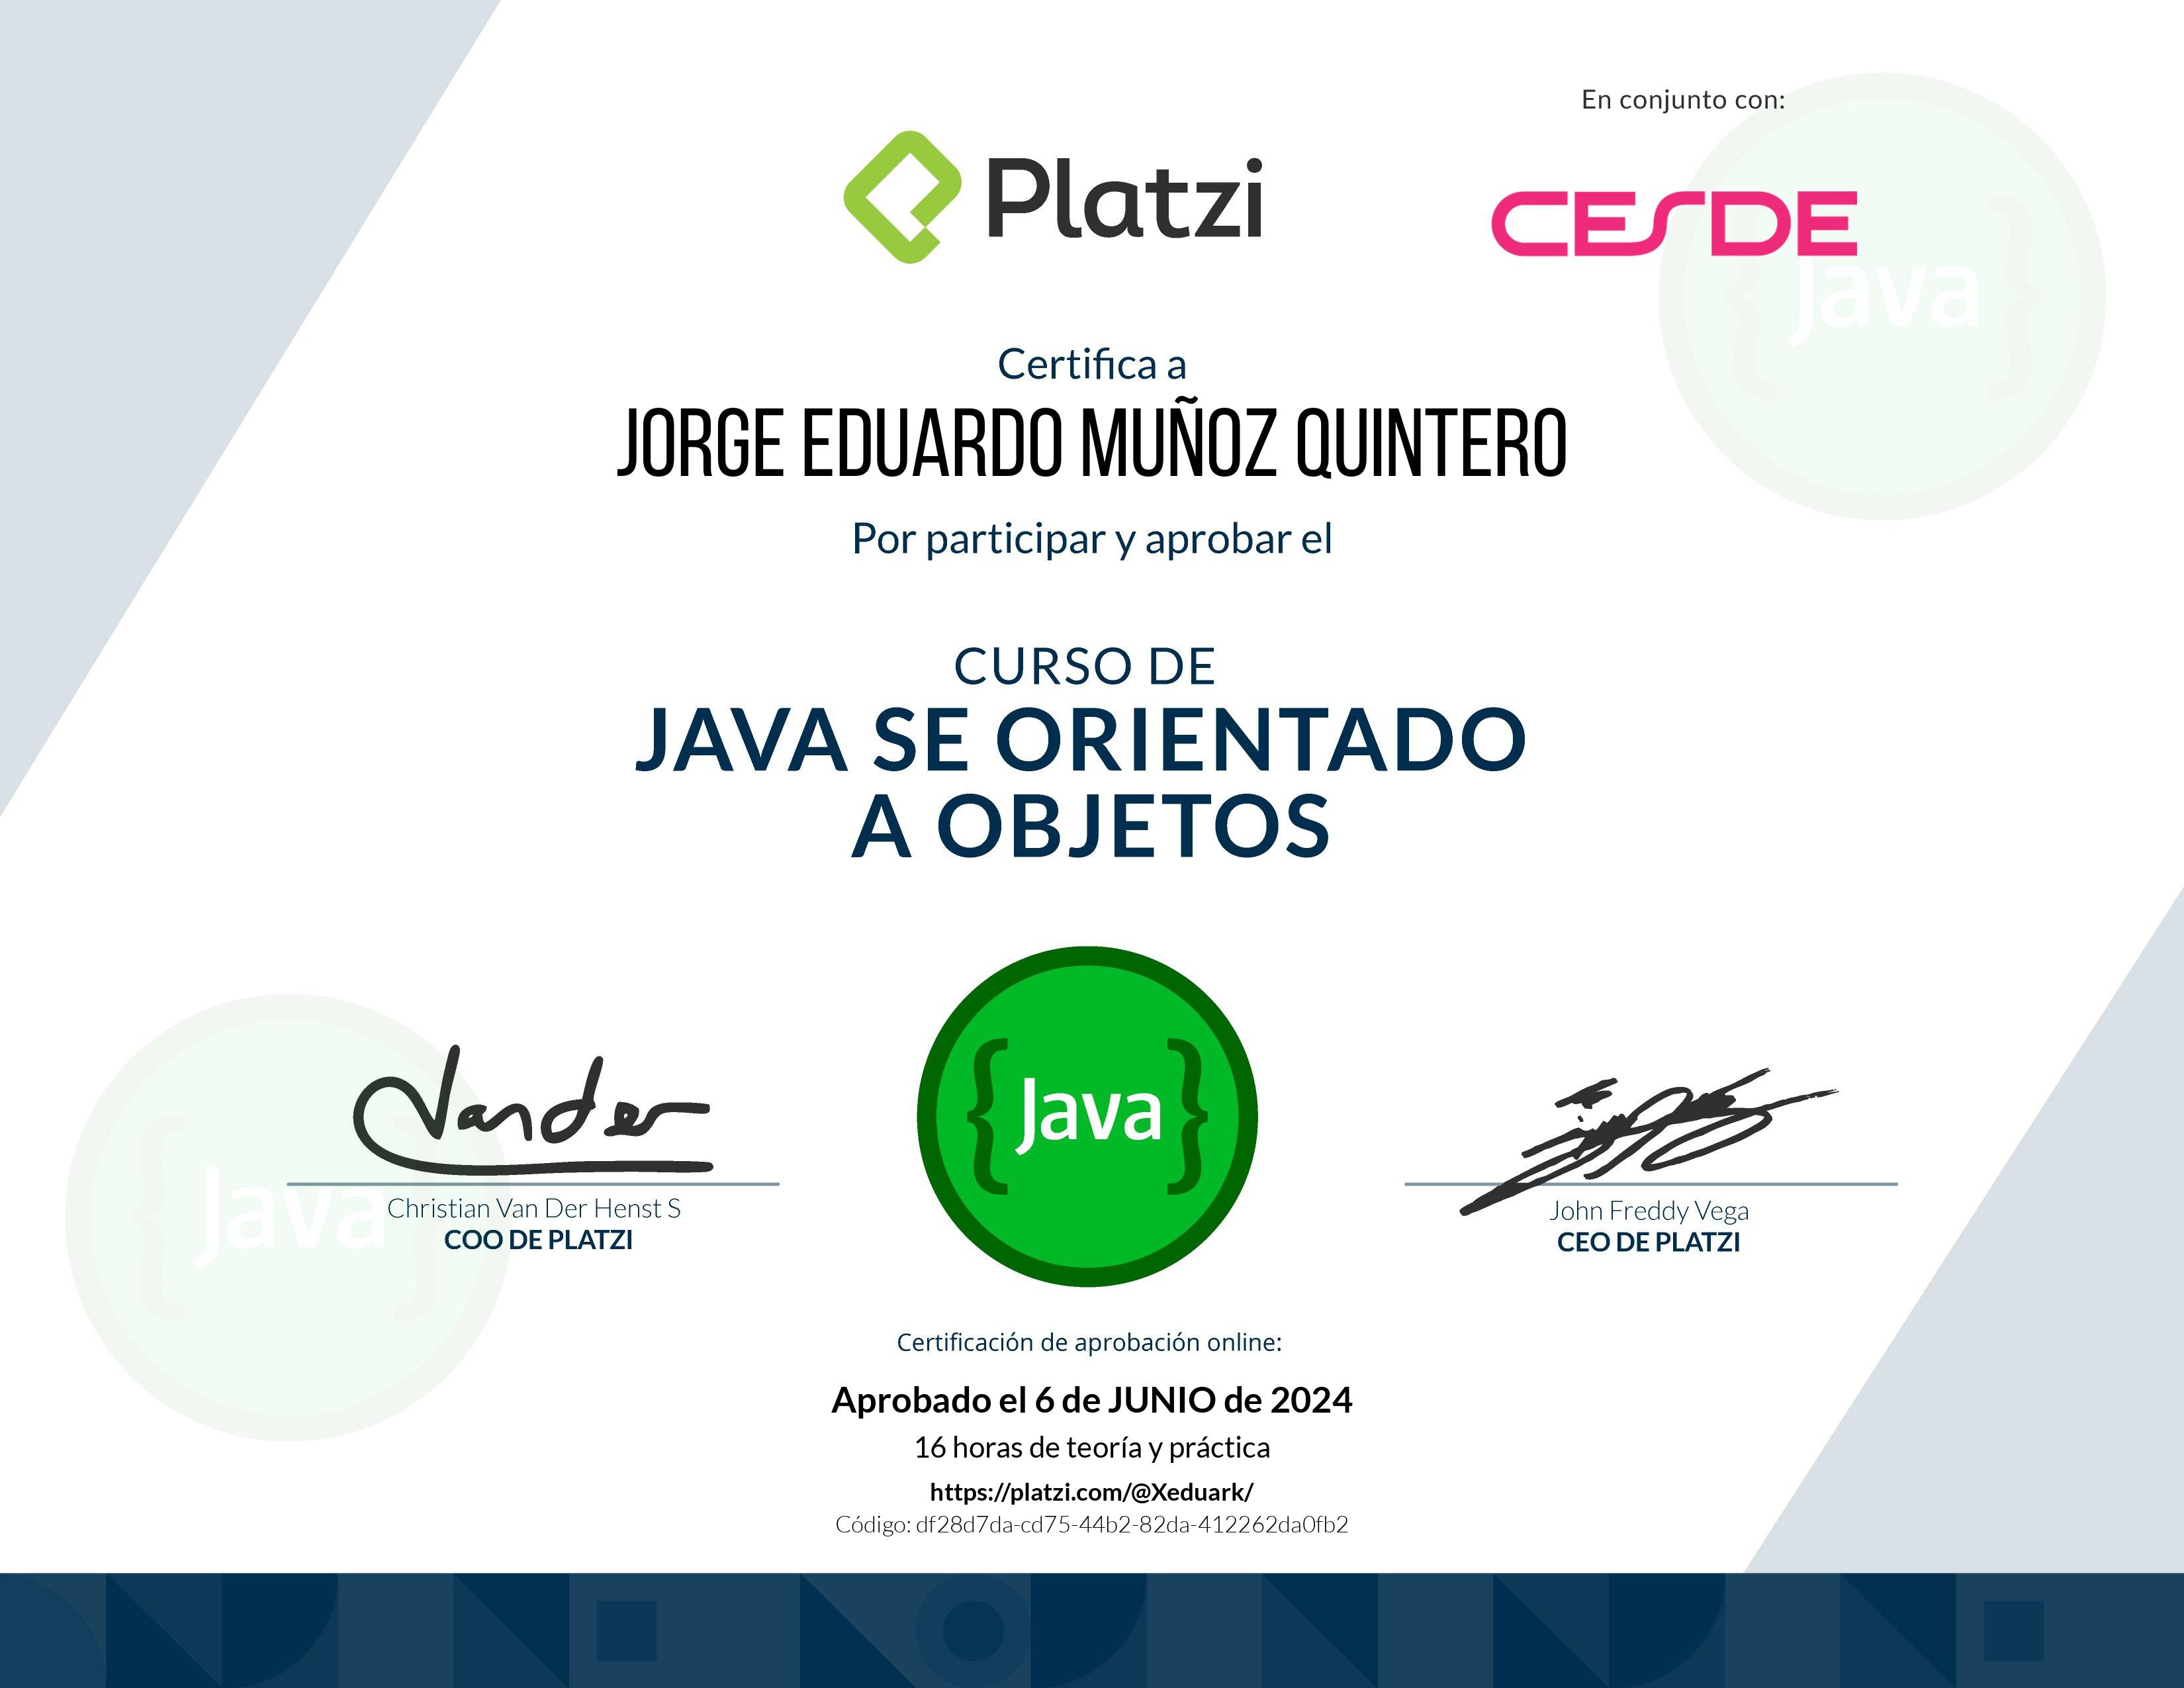 En conjunto con:
Platzi
CESDE
Java
Certifica a
JORGE EDUARDO MUÑOZ QUINTERO
Por participar y aprobar el
CURSO DE
JAVA SE ORIENTADO
A OBJETOS
Vander
{ Java }
Java
Christian Van Der Henst S
COO DE PLATZI
John Freddy Vega
CEO DE PLATZI
Certificación de aprobación online:
Aprobado el 6 de JUNIO de 2024
16 horas de teoría y práctica
https://platzi.com/@Xeduark/
Código: df28d7da-cd75-44b2-82da-412262da0fb2